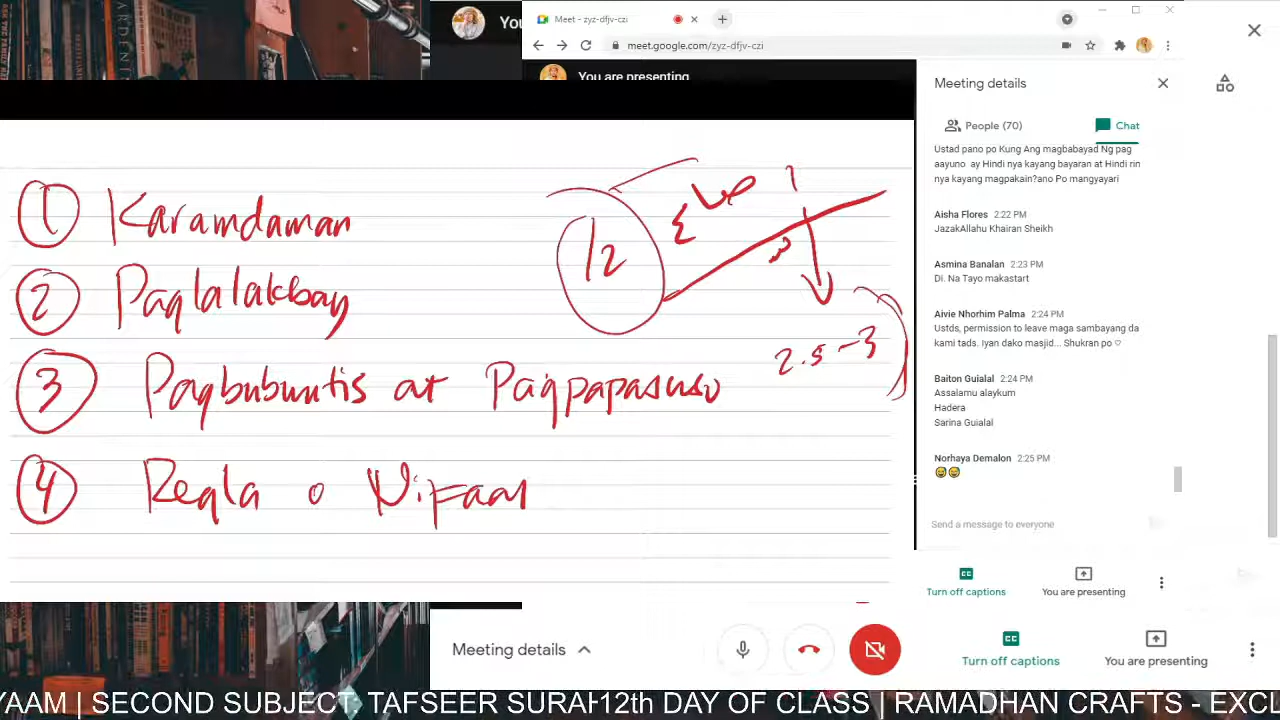 You
Meet - zyz-dfjv-czi
meet.google.com/zyz-dfjv-czi
You are presenting
Meeting details
People (70)
Chat
Ustad pano po Kung Ang magbabayad Ng pag
aayuno ay Hindi nya kayang bayaran at Hindi rin
nya kayang magpakain?ano Po mangyayari
Aisha Flores 2:22 PM
JazakAllahu Khairan Sheikh
Asmina Banalan 2:23 PM
Di. Na Tayo makastart
Aivie Nhorhim Palma 2:24 PM
Ustds, permission to leave maga sambayang da
kami tads. Iyan dako masjid... Shukran po ♡
Baiton Guialal 2:24 PM
Assalamu alaykum
Hadera
Sarina Guialal
Norhaya Demalon 2:25 PM
😅😅
Send a message to everyone
Turn off captions
You are presenting
1 Karamdaman
2 Paglalakbay
3 Pagbubuntis at Pagpapasuso
4 Regla o Nifaas
12
2.5 - 3
Meeting details
Turn off captions
You are presenting
YAAM | SECOND SUBJECT: TAFSEER SURAH
12th DAY OF CLASS | RAMADHAN CRAFTS - EXCL